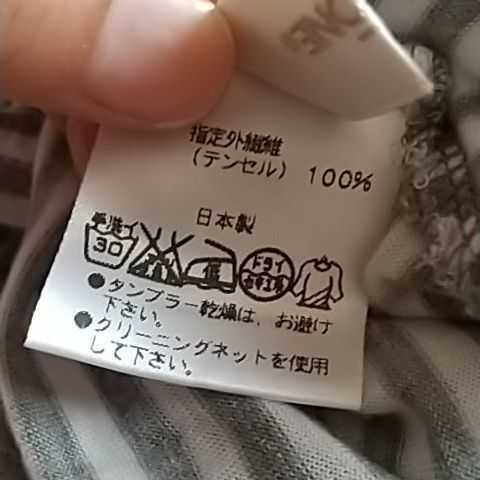 指定外繊維
(テンセル) 100%
日本製
手洗イ
30
低
ドライ
●タンブラー乾燥は、お避け
下さい。
●クリーニングネットを使用
して下さい。